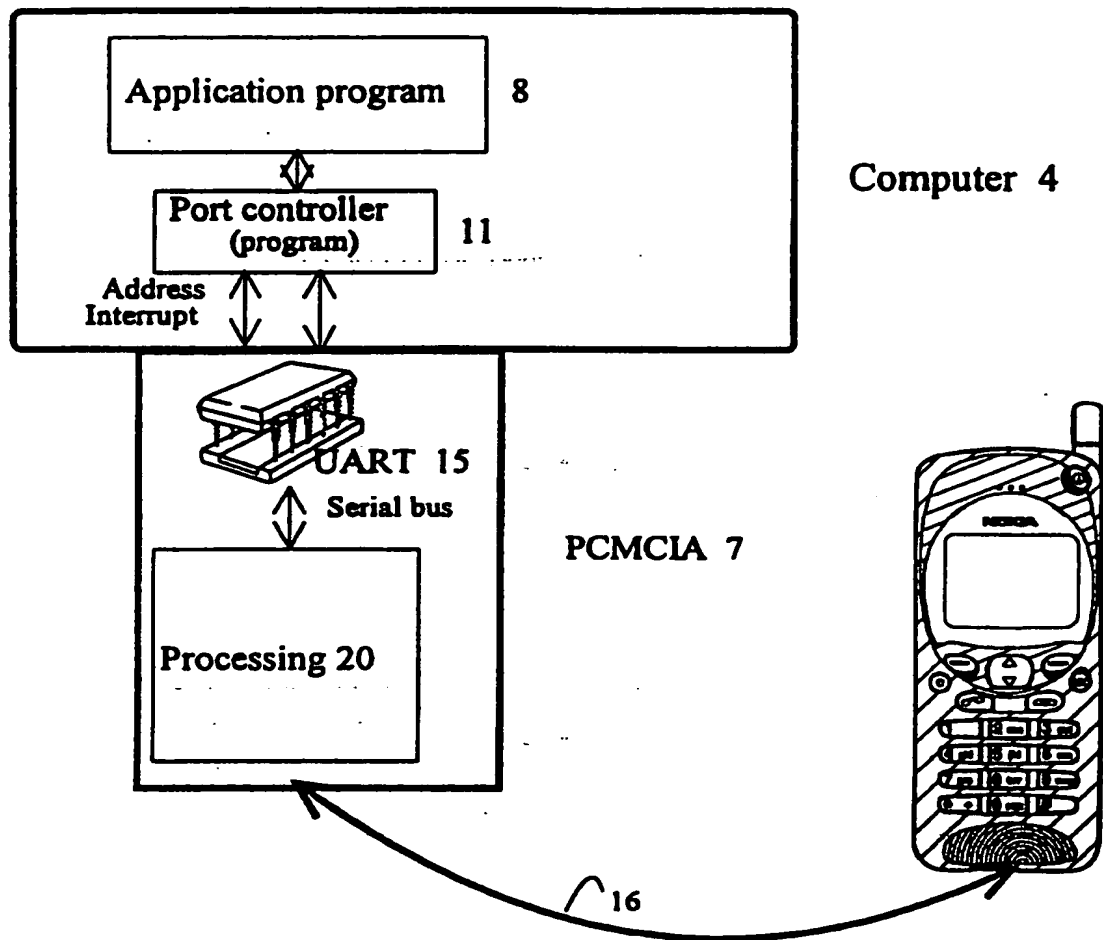 Application program 8
Port controller
(program)
11
Computer 4
Address
Interrupt
UART 15
Serial bus
PCMCIA 7
Processing 20
NOKIA
16